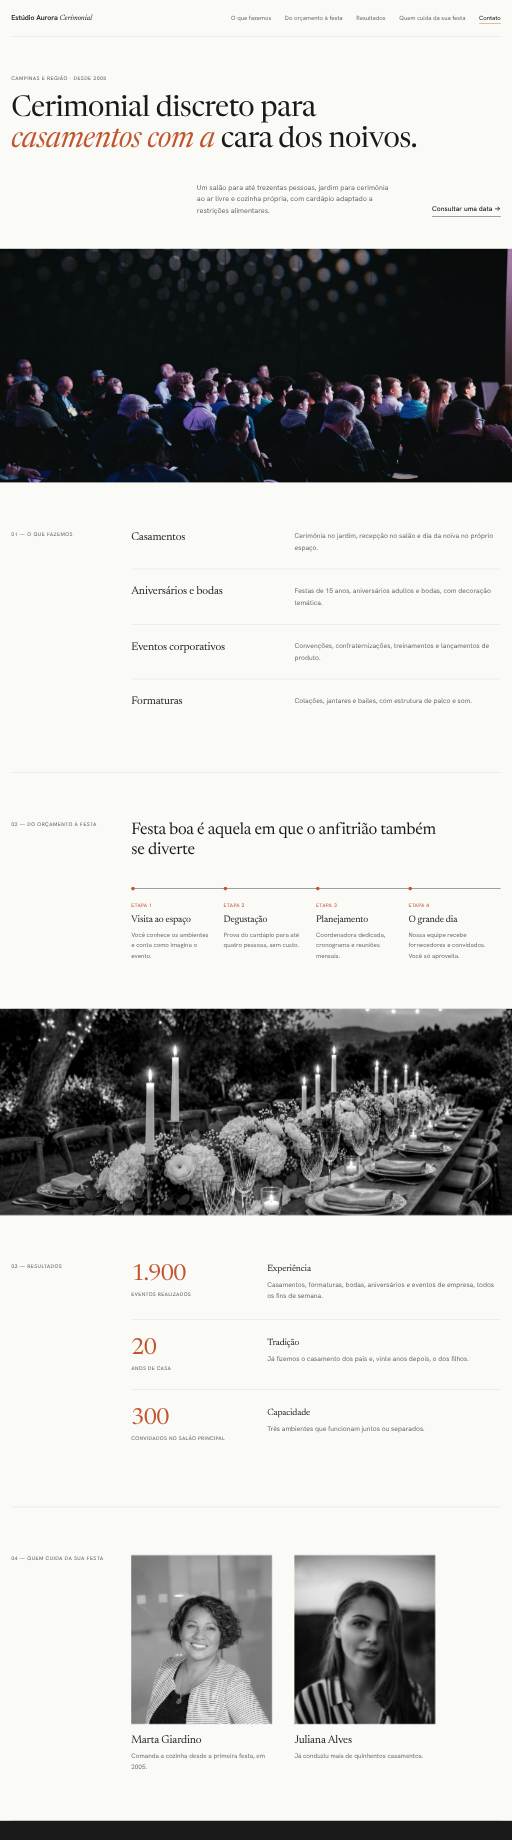 Estúdio Aurora Cerimonial
O que fazemos
Do orçamento à festa
Resultados
Quem cuida da sua festa
Contato
CAMPINAS E REGIÃO · DESDE 2005
Cerimonial discreto para
casamentos com a cara dos noivos.
Um salão para até trezentas pessoas, jardim para cerimônia
ao ar livre e cozinha própria, com cardápio adaptado a
restrições alimentares.
Consultar uma data →
01 — O QUE FAZEMOS
Casamentos
Cerimônia no jardim, recepção no salão e dia da noiva no próprio
espaço.
Aniversários e bodas
Festas de 15 anos, aniversários adultos e bodas, com decoração
temática.
Eventos corporativos
Convenções, confraternizações, treinamentos e lançamentos de
produto.
Formaturas
Colações, jantares e bailes, com estrutura de palco e som.
02 — DO ORÇAMENTO À FESTA
Festa boa é aquela em que o anfitrião também
se diverte
ETAPA 1
Visita ao espaço
Você conhece os ambientes
e conta como imagina o
evento.
ETAPA 2
Degustação
Prova do cardápio para até
quatro pessoas, sem custo.
ETAPA 3
Planejamento
Coordenadora dedicada,
cronograma e reuniões
mensais.
ETAPA 4
O grande dia
Nossa equipe recebe
fornecedores e convidados.
Você só aproveita.
03 — RESULTADOS
1.900
EVENTOS REALIZADOS
Experiência
Casamentos, formaturas, bodas, aniversários e eventos de empresa, todos
os fins de semana.
20
ANOS DE CASA
Tradição
Já fizemos o casamento dos pais e, vinte anos depois, o dos filhos.
300
CONVIDADOS NO SALÃO PRINCIPAL
Capacidade
Três ambientes que funcionam juntos ou separados.
04 — QUEM CUIDA DA SUA FESTA
Marta Giardino
Comanda a cozinha desde a primeira festa, em
2005.
Juliana Alves
Já conduziu mais de quinhentos casamentos.